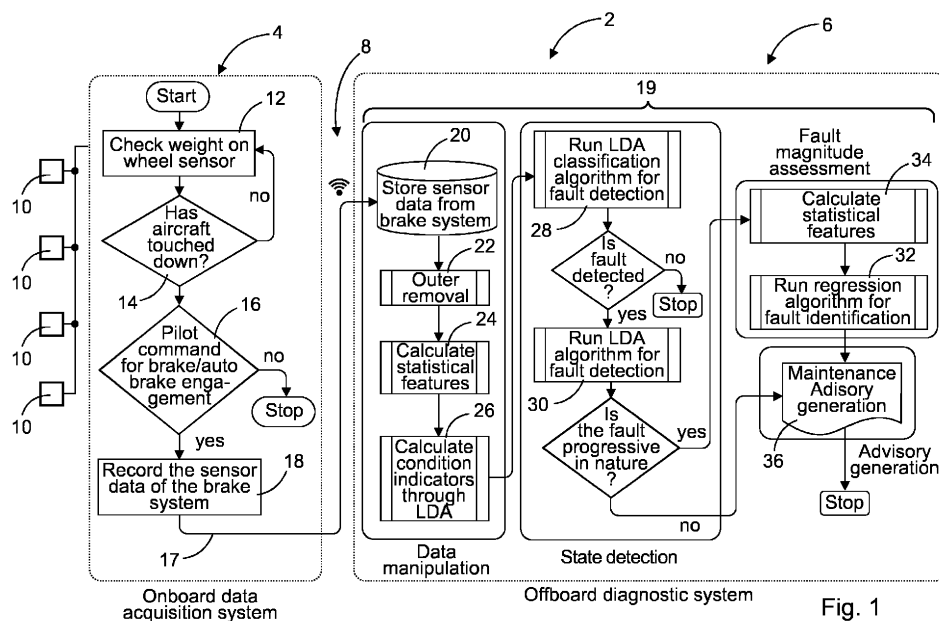 4
Start
12
Check weight on
wheel sensor
10
no
Has
aircraft
touched
down?
14
10
16
Pilot
command
for brake/auto
brake enga-
gement
no
Stop
10
10
yes
18
Record the sensor
data of the brake
system
17
Onboard data
acquisition system
8
2
6
19
20
Store sensor
data from
brake system
22
Outer removal
24
Calculate
statistical
features
26
Calculate
condition
indicators
through
LDA
Data
manipulation
Run LDA
classification
algorithm for
fault detection
28
Is
fault
detected
?
no
Stop
yes
Run LDA
algorithm for
fault detection
30
Is
the fault
progressive
in nature
?
yes
no
State detection
Fault
magnitude
assessment
34
Calculate
statistical
features
32
Run regression
algorithm for
fault identification
Maintenance
Adisory
generation
36
Advisory
generation
Stop
Offboard diagnostic system
Fig. 1